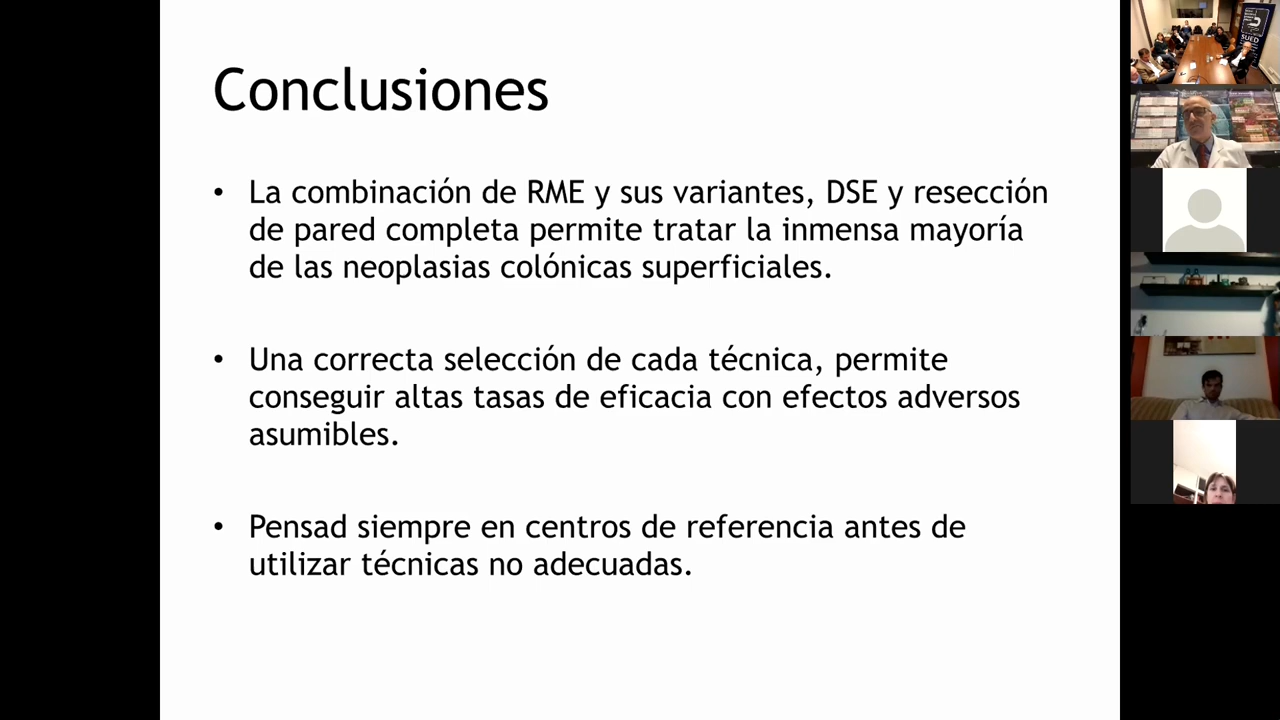 Conclusiones
• La combinación de RME y sus variantes, DSE y resección
de pared completa permite tratar la inmensa mayoría
de las neoplasias colónicas superficiales.
• Una correcta selección de cada técnica, permite
conseguir altas tasas de eficacia con efectos adversos
asumibles.
• Pensad siempre en centros de referencia antes de
utilizar técnicas no adecuadas.
SUED